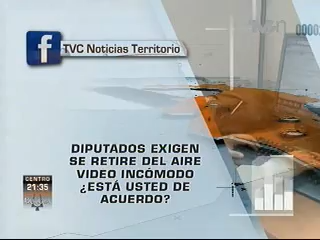 TVC Noticias Territorio
DIPUTADOS EXIGEN
SE RETIRE DEL AIRE
VIDEO INCÓMODO
¿ESTÁ USTED DE
ACUERDO?
CENTRO
21:35